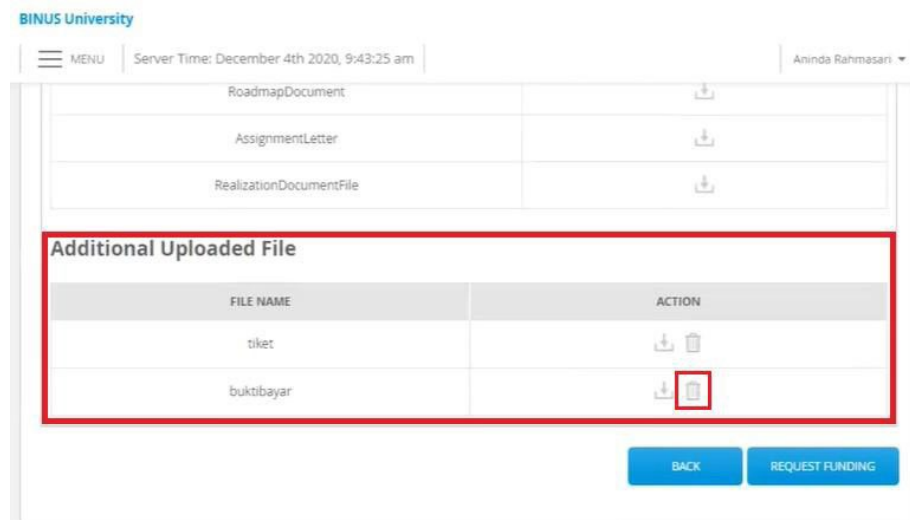 BINUS University
MENU Server Time: December 4th 2020, 9:43:25 am Aninda Rahmasari
RoadmapDocument
AssignmentLetter
RealizationDocumentFile
Additional Uploaded File
FILE NAME ACTION
tiket
buktibayar
BACK REQUEST FUNDING